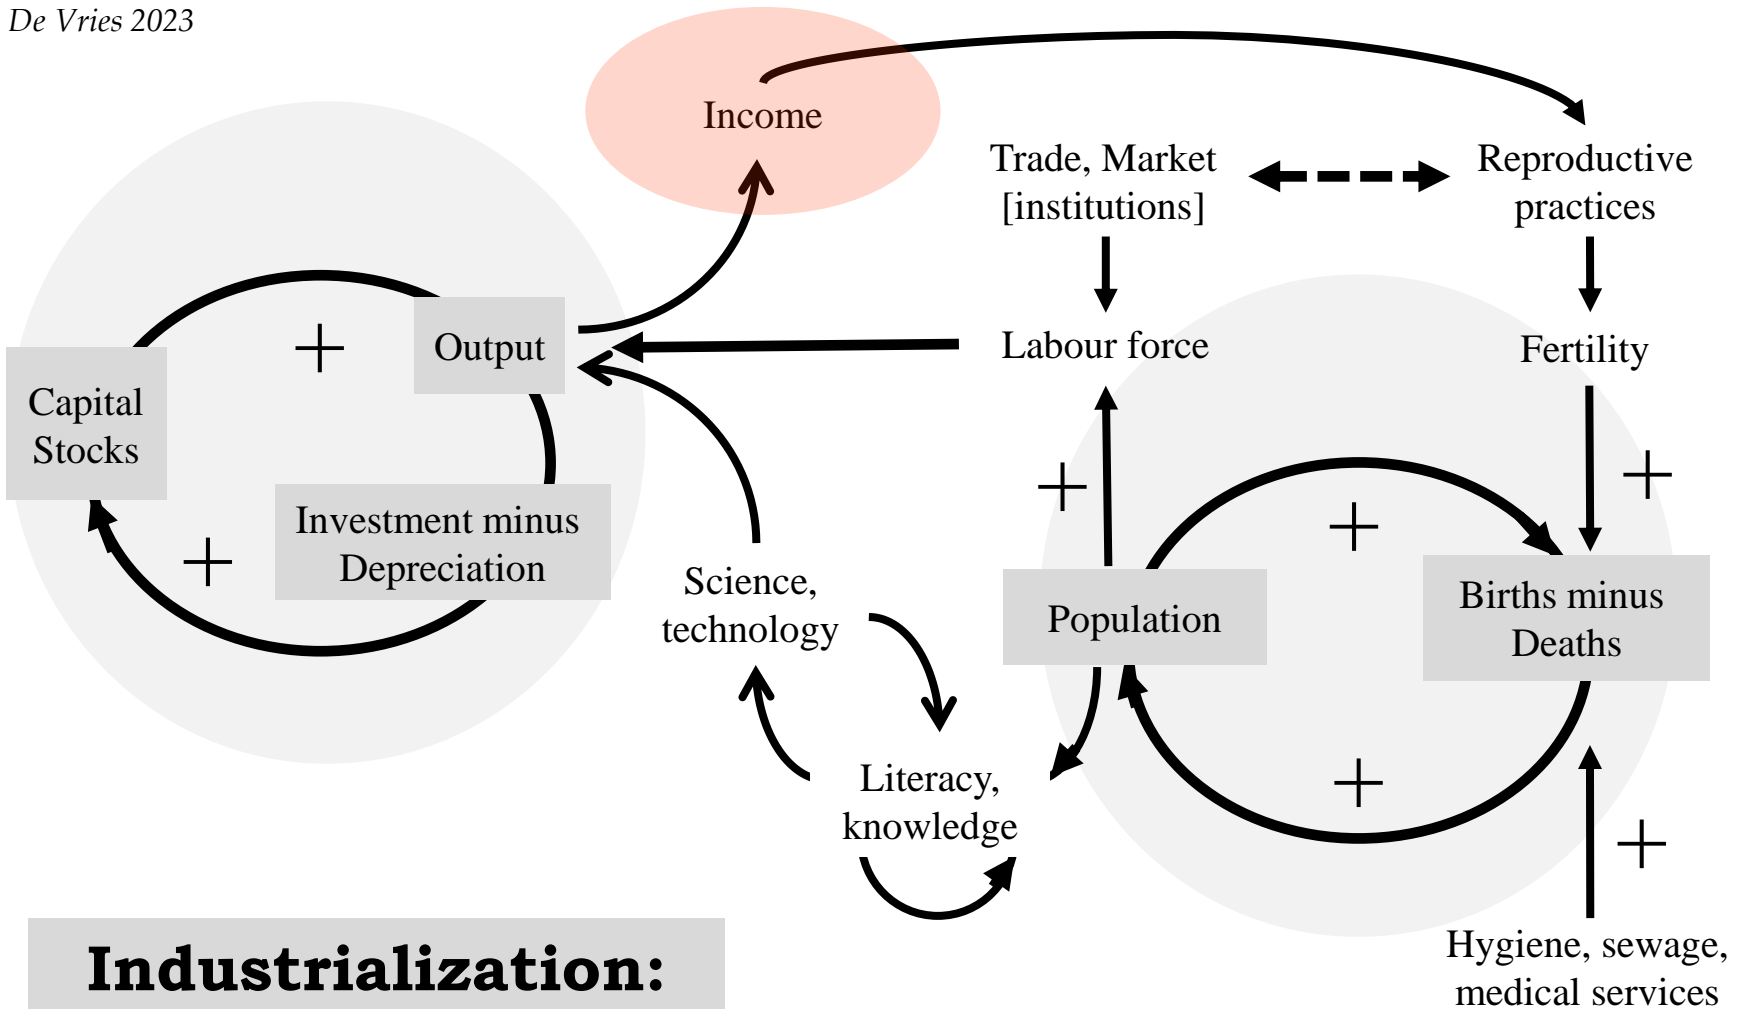 De Vries 2023
Income
Trade, Market
[institutions]
Reproductive
practices
+
Output
Labour force
Fertility
Capital
Stocks
+
+
+
Investment minus
Depreciation
+
Science,
technology
Population
Births minus
Deaths
+
Literacy,
knowledge
+
Hygiene, sewage,
medical services
Industrialization: